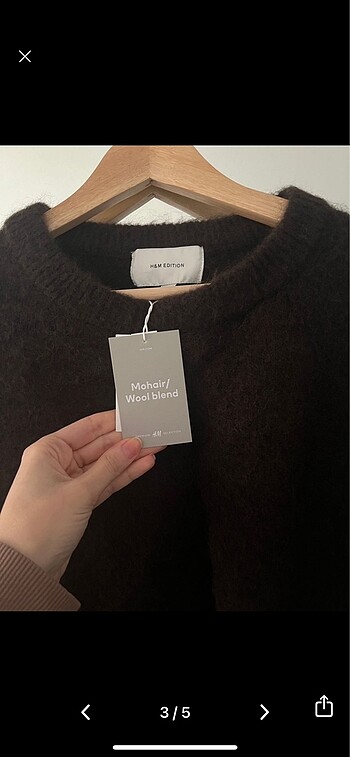 3/5
H&M EDITION
Mohair/
Wool blend
H&M